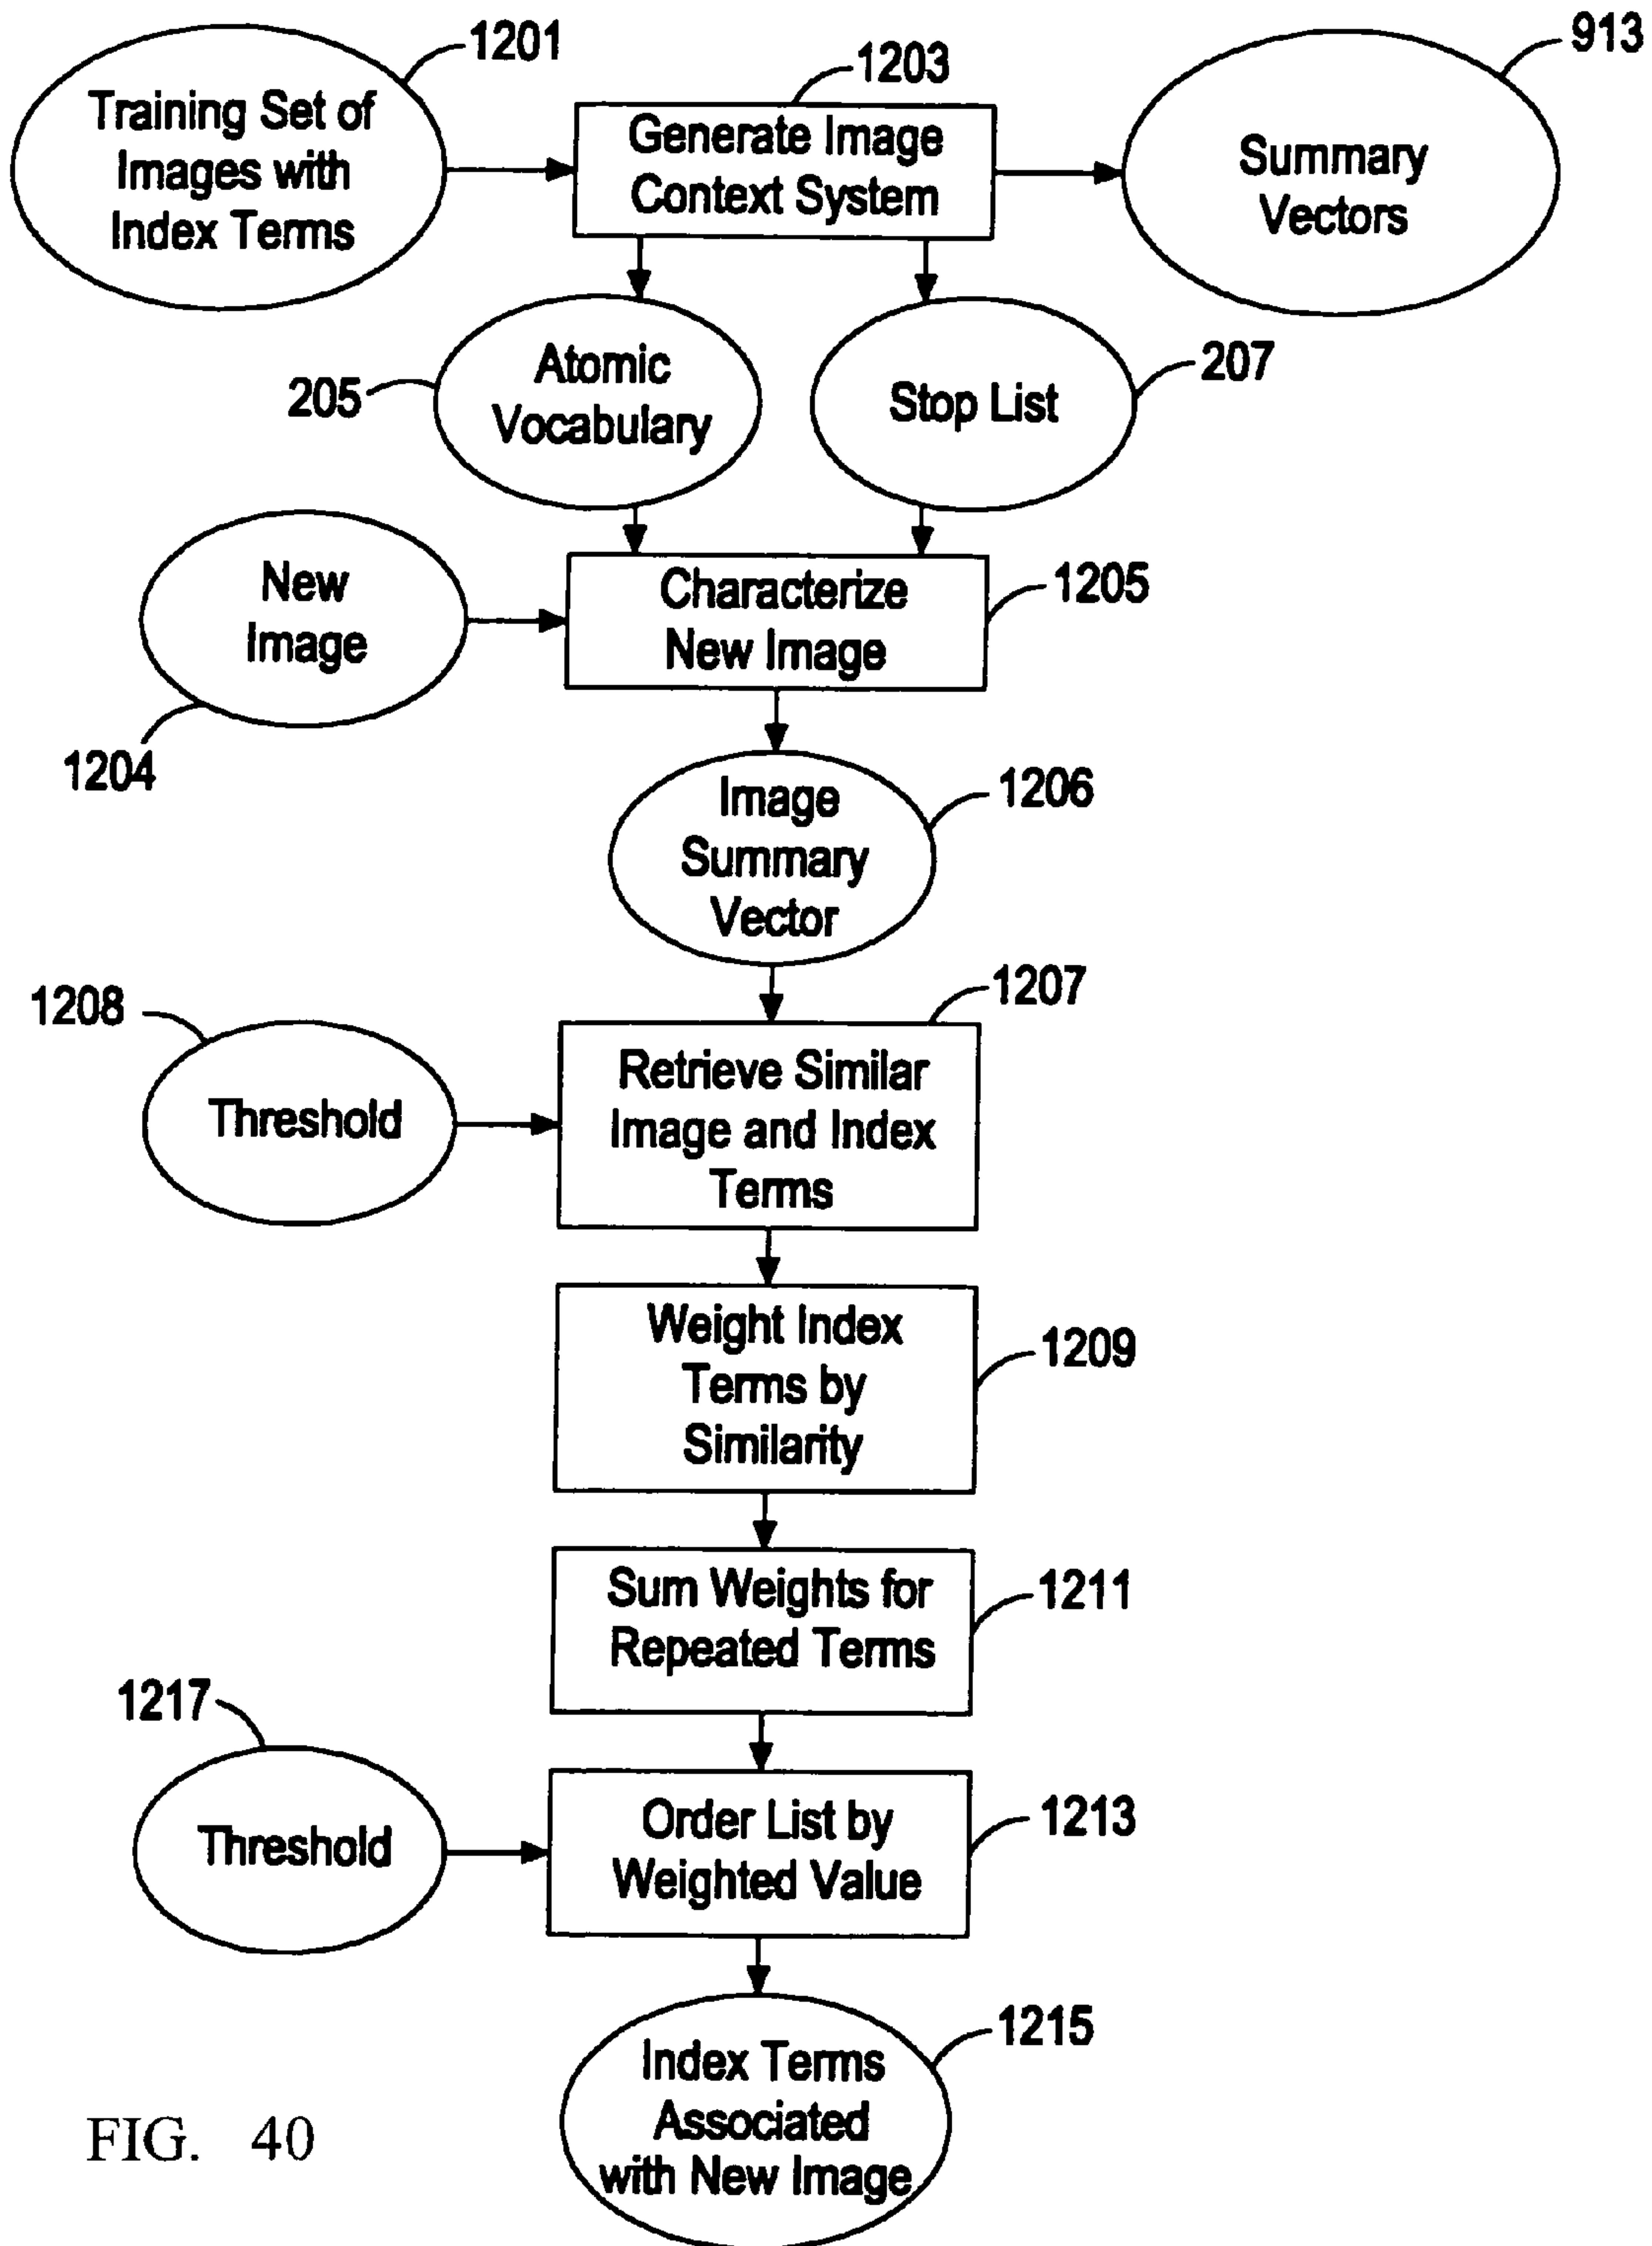 1201
Training Set of
Images with
Index Terms
1203
Generate Image
Context System
913
Summary
Vectors
205
Atomic
Vocabulary
207
Stop List
New
Image
1204
Characterize
New Image
1205
Image
Summary
Vector
1206
1208
Threshold
1207
Retrieve Similar
Image and Index
Terms
Weight Index
Terms by
Similarity
1209
Sum Weights for
Repeated Terms
1211
1217
Threshold
Order List by
Weighted Value
1213
Index Terms
Associated
with New Image
1215
FIG. 40